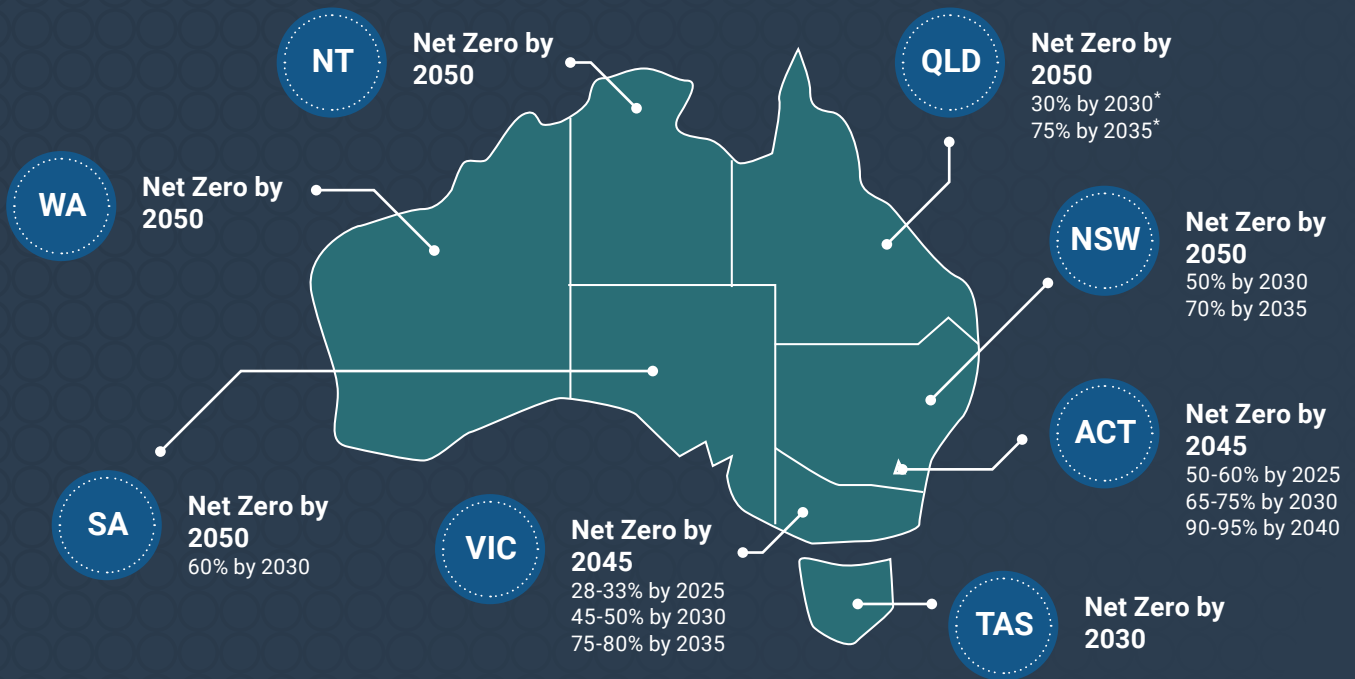 NT
Net Zero by
2050
QLD
Net Zero by
2050
30% by 2030*
75% by 2035*
WA
Net Zero by
2050
NSW
Net Zero by
2050
50% by 2030
70% by 2035
ACT
Net Zero by
2045
50-60% by 2025
65-75% by 2030
90-95% by 2040
SA
Net Zero by
2050
60% by 2030
VIC
Net Zero by
2045
28-33% by 2025
45-50% by 2030
75-80% by 2035
TAS
Net Zero by
2030